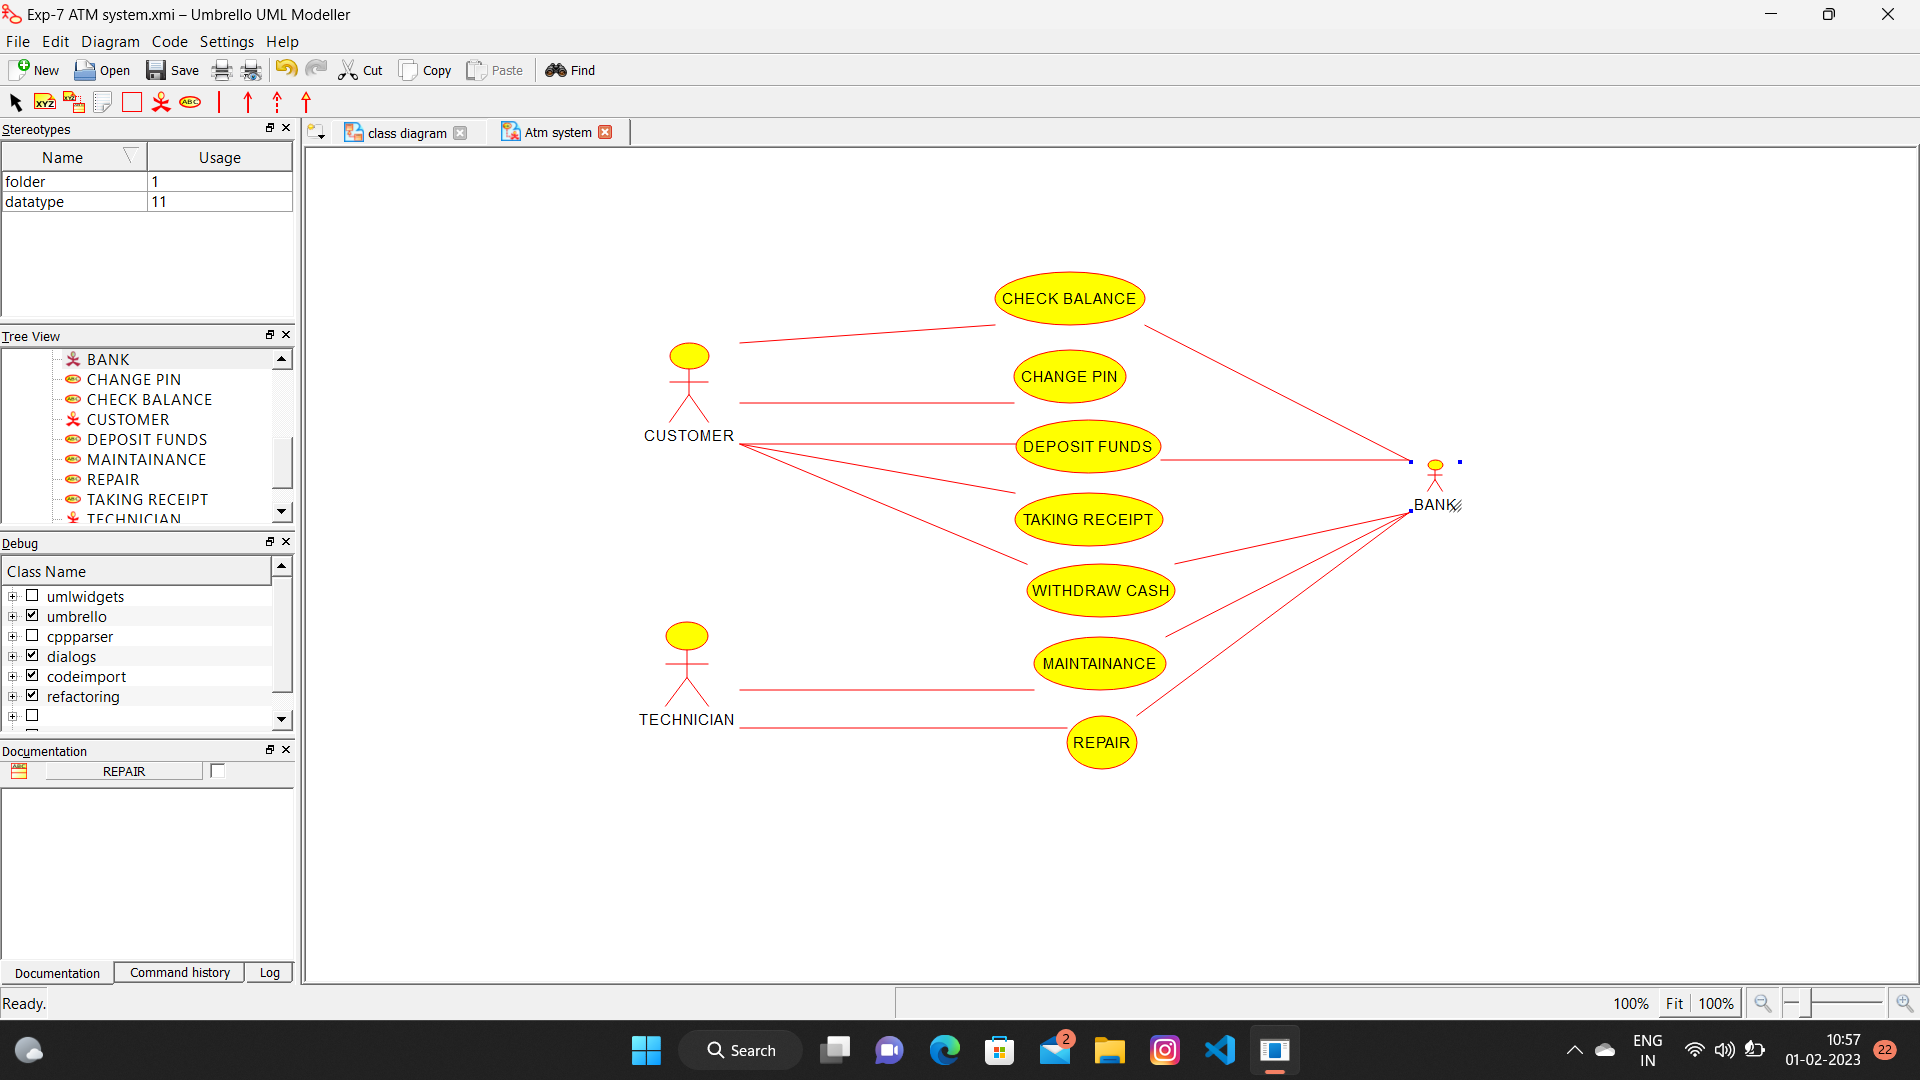 Exp-7 ATM system.xmi – Umbrello UML Modeller
File Edit Diagram Code Settings Help
New Open Save Cut Copy Paste Find
XYZ XYZ ABC
Stereotypes
class diagram Atm system
Name Usage
folder 1
datatype 11
Tree View
BANK
CHANGE PIN
CHECK BALANCE
CUSTOMER
DEPOSIT FUNDS
MAINTAINANCE
REPAIR
TAKING RECEIPT
TECHNICIAN
Debug
Class Name
umlwidgets
umbrello
cppparser
dialogs
codeimport
refactoring
Documentation
REPAIR
Documentation Command history Log
CHECK BALANCE
CHANGE PIN
CUSTOMER
DEPOSIT FUNDS
BANK
TAKING RECEIPT
WITHDRAW CASH
MAINTAINANCE
TECHNICIAN
REPAIR
Ready. 100% Fit 100%
Search 2 ENG 10:57
IN 01-02-2023 22